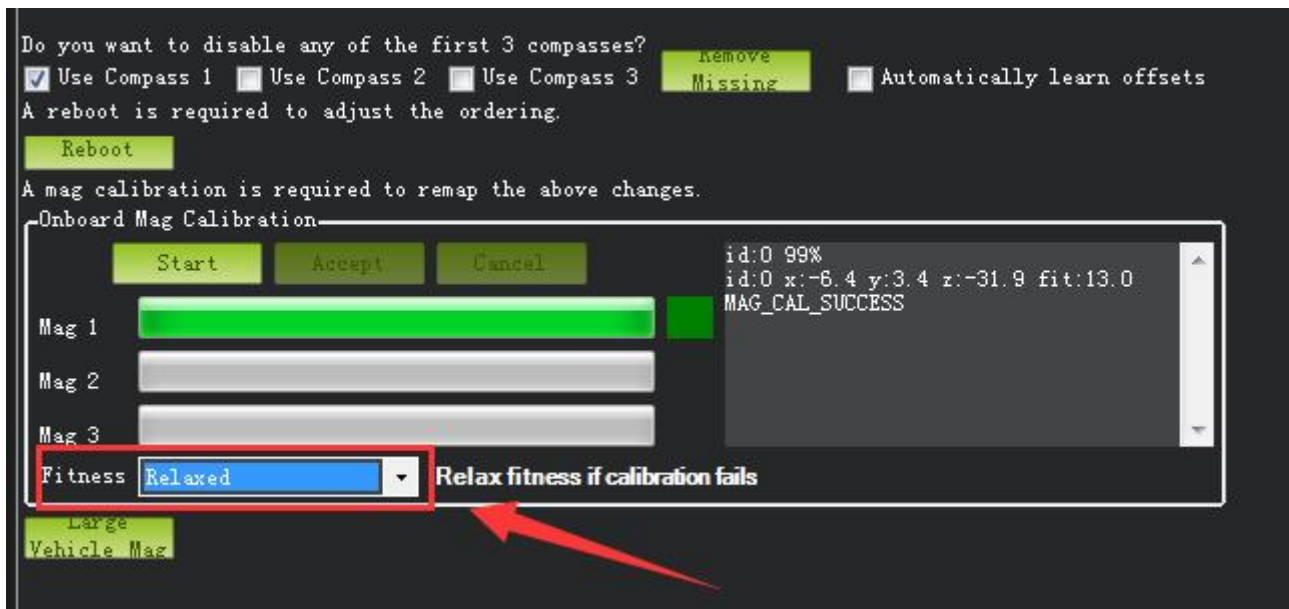 Do you want to disable any of the first 3 compasses?
Use Compass 1 Use Compass 2 Use Compass 3 Remove Missing Automatically learn offsets
A reboot is required to adjust the ordering.
Reboot
A mag calibration is required to remap the above changes.
Onboard Mag Calibration
Start Accept Cancel
id:0 99%
id:0 x:-6.4 y:3.4 z:-31.9 fit:13.0
MAG_CAL_SUCCESS
Mag 1
Mag 2
Mag 3
Fitness Relaxed Relax fitness if calibration fails
Large
Vehicle Mag